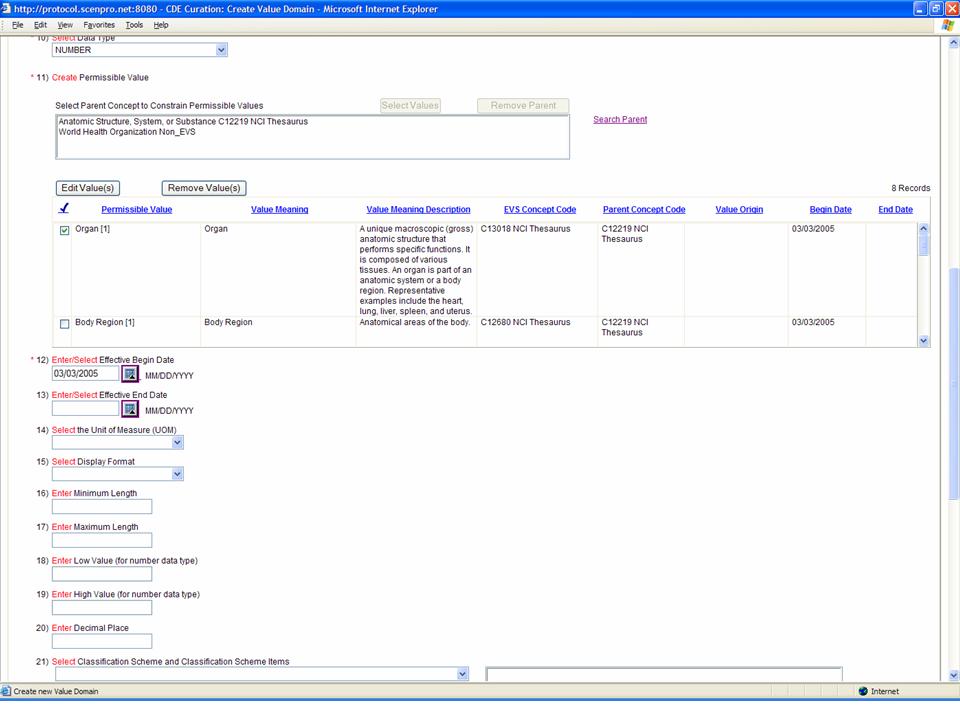 http://protocol.scenpro.net:8080 - CDE Curation: Create Value Domain - Microsoft Internet Explorer
File Edit View Favorites Tools Help
10) Select Data Type
NUMBER
* 11) Create Permissible Value
Select Parent Concept to Constrain Permissible Values Select Values Remove Parent
Anatomic Structure, System, or Substance C12219 NCI Thesaurus Search Parent
World Health Organization Non_EVS
Edit Value(s) Remove Value(s) 8 Records
Permissible Value Value Meaning Value Meaning Description EVS Concept Code Parent Concept Code Value Origin Begin Date End Date
Organ [1] Organ A unique macroscopic (gross) C13018 NCI Thesaurus C12219 NCI 03/03/2005
anatomic structure that Thesaurus
performs specific functions. It
is composed of various
tissues. An organ is part of an
anatomic system or a body
region. Representative
examples include the heart,
lung, liver, spleen, and uterus.
Body Region [1] Body Region Anatomical areas of the body. C12680 NCI Thesaurus C12219 NCI 03/03/2005
Thesaurus
* 12) Enter/Select Effective Begin Date
03/03/2005 MM/DD/YYYY
13) Enter/Select Effective End Date
MM/DD/YYYY
14) Select the Unit of Measure (UOM)
15) Select Display Format
16) Enter Minimum Length
17) Enter Maximum Length
18) Enter Low Value (for number data type)
19) Enter High Value (for number data type)
20) Enter Decimal Place
21) Select Classification Scheme and Classification Scheme Items
Create new Value Domain Internet